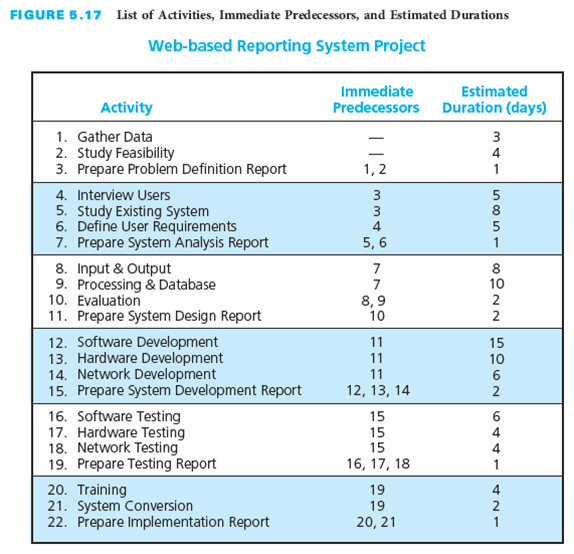 FIGURE 5.17 List of Activities, Immediate Predecessors, and Estimated Durations
Web-based Reporting System Project
Immediate Estimated
Activity Predecessors Duration (days)
1. Gather Data — 3
2. Study Feasibility — 4
3. Prepare Problem Definition Report 1, 2 1
4. Interview Users 3 5
5. Study Existing System 3 8
6. Define User Requirements 4 5
7. Prepare System Analysis Report 5, 6 1
8. Input & Output 7 8
9. Processing & Database 7 10
10. Evaluation 8, 9 2
11. Prepare System Design Report 10 2
12. Software Development 11 15
13. Hardware Development 11 10
14. Network Development 11 6
15. Prepare System Development Report 12, 13, 14 2
16. Software Testing 15 6
17. Hardware Testing 15 4
18. Network Testing 15 4
19. Prepare Testing Report 16, 17, 18 1
20. Training 19 4
21. System Conversion 19 2
22. Prepare Implementation Report 20, 21 1